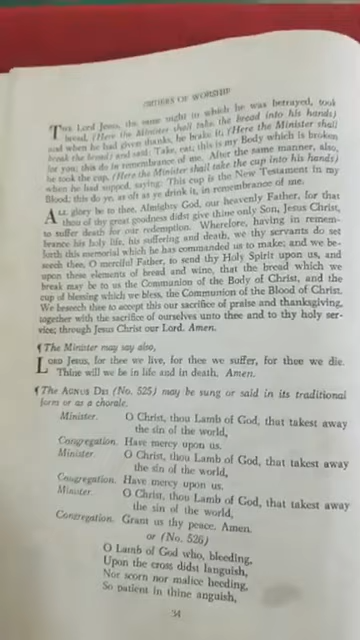 ORDERS OF WORSHIP
THE Lord Jesus, the same night in which he was betrayed, took
bread, (Here the Minister shall take the bread into his hands)
and when he had given thanks, he brake it, (Here the Minister shall
break the bread) and said: Take, eat; this is my Body which is broken
for you; this do in remembrance of me. After the same manner, also,
he took the cup, (Here the Minister shall take the cup into his hands)
when he had supped, saying: This cup is the New Testament in my
Blood; this do ye, as oft as ye drink it, in remembrance of me.
ALL glory be to thee, Almighty God, our heavenly Father, for that
thou of thy great goodness didst give thine only Son, Jesus Christ,
to suffer death for our redemption. Wherefore, having in remem-
brance his holy life, his suffering and death, we thy servants do set
forth this memorial which he has commanded us to make; and we be-
seech thee, O merciful Father, to send thy Holy Spirit upon us, and
upon these elements of bread and wine, that the bread which we
break may be to us the Communion of the Body of Christ, and the
cup of blessing which we bless, the Communion of the Blood of Christ.
We beseech thee to accept this our sacrifice of praise and thanksgiving,
together with the sacrifice of ourselves unto thee and to thy holy ser-
vice; through Jesus Christ our Lord. Amen.
¶ The Minister may say also,
LORD Jesus, for thee we live, for thee we suffer, for thee we die.
Thine will we be in life and in death. Amen.
¶ The AGNUS DEI (No. 525) may be sung or said in its traditional
form or as a chorale.
Minister. O Christ, thou Lamb of God, that takest away
the sin of the world,
Congregation. Have mercy upon us.
Minister. O Christ, thou Lamb of God, that takest away
the sin of the world,
Congregation. Have mercy upon us.
Minister. O Christ, thou Lamb of God, that takest away
the sin of the world,
Congregation. Grant us thy peace. Amen.
or (No. 526)
O Lamb of God who, bleeding,
Upon the cross didst languish,
Nor scorn nor malice heeding,
So patient in thine anguish,
34